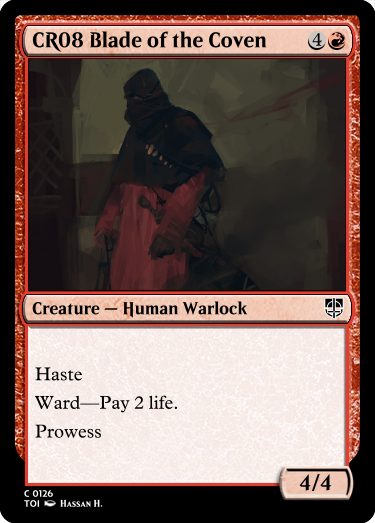 CR08 Blade of the Coven 4
Creature — Human Warlock
Haste
Ward—Pay 2 life.
Prowess
4/4
C 0126
TOI Hassan H.